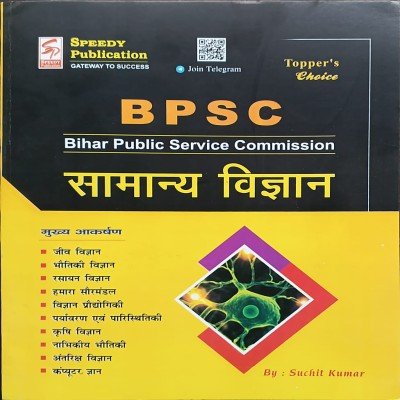 SPEEDY
Publication
GATEWAY TO SUCCESS
Join Telegram
Topper's
Choice
BPSC
Bihar Public Service Commission
सामान्य विज्ञान
मुख्य आकर्षण
जीव विज्ञान
भौतिकी विज्ञान
रसायन विज्ञान
हमारा सौरमंडल
विज्ञान प्रौद्योगिकी
पर्यावरण एवं पारिस्थितिकी
कृषि विज्ञान
नाभिकीय भौतिकी
अंतरिक्ष विज्ञान
कंप्यूटर ज्ञान
By : Suchit Kumar